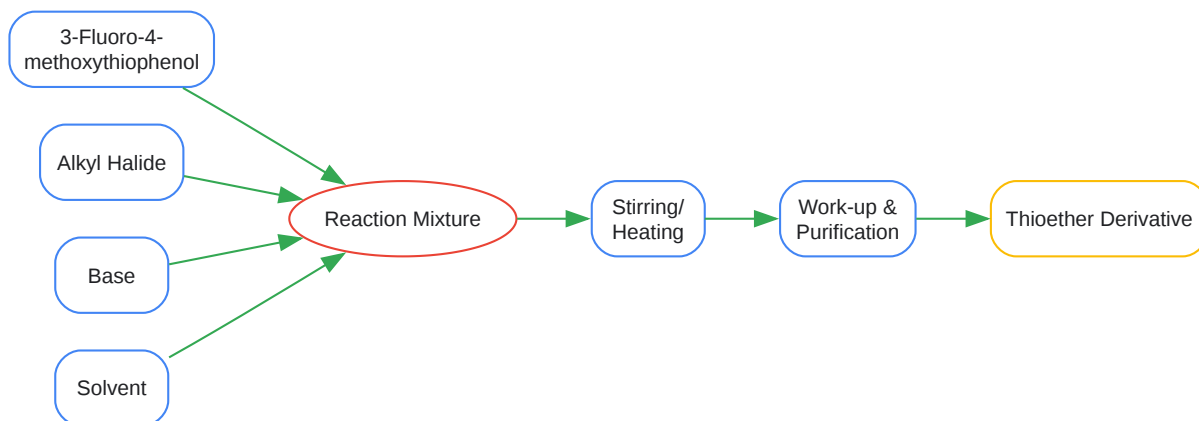 3-Fluoro-4-
methoxythiophenol
Alkyl Halide
Base
Solvent
Reaction Mixture
Stirring/
Heating
Work-up &
Purification
Thioether Derivative